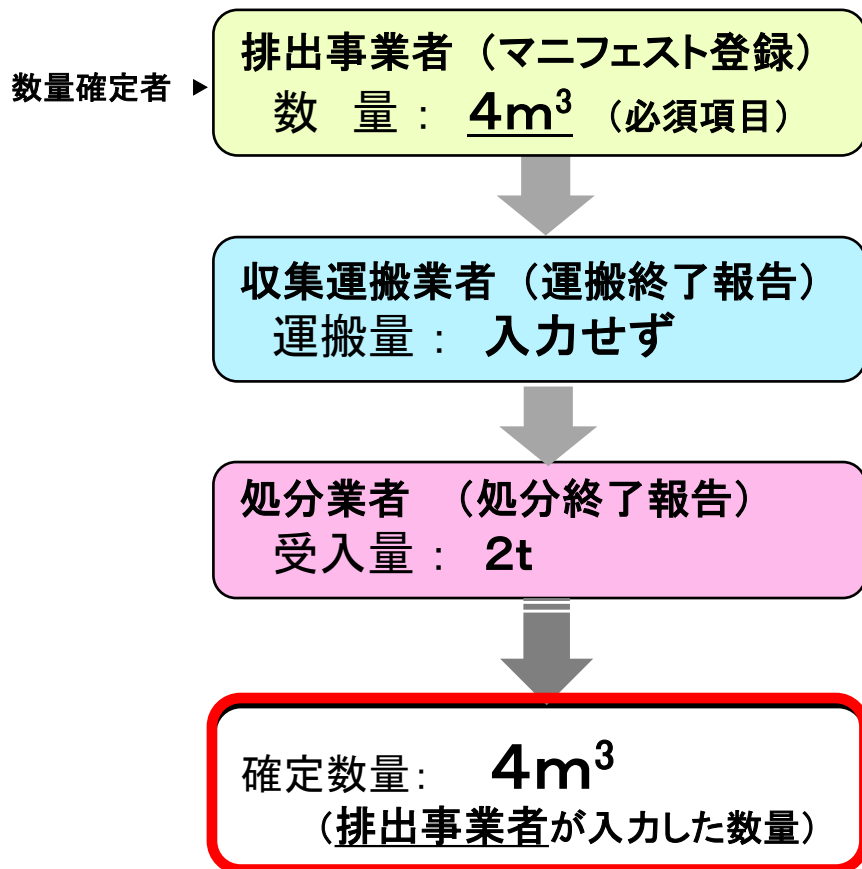 排出事業者（マニフェスト登録）
数量確定者
数 量： 4m³ （必須項目）
収集運搬業者（運搬終了報告）
運搬量： 入力せず
処分業者 （処分終了報告）
受入量： 2t
確定数量： 4m³
（排出事業者が入力した数量）